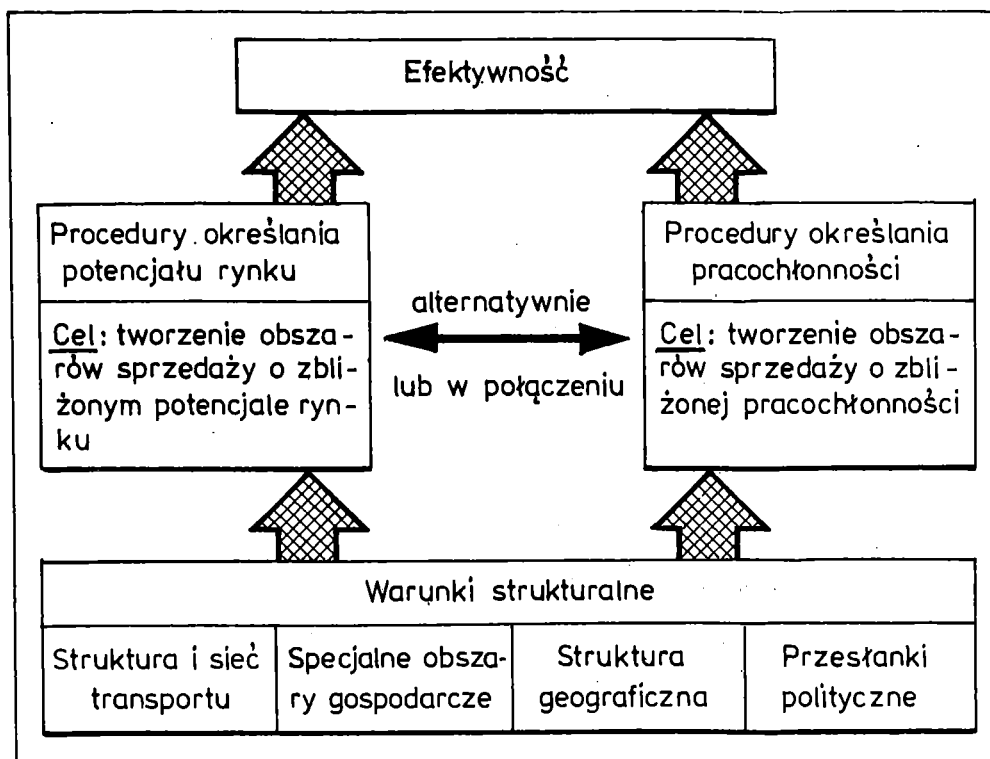 Efektywność
Procedury określania
potencjału rynku
Cel: tworzenie obsza-
rów sprzedaży o zbli-
żonym potencjale ryn-
ku
alternatywnie
lub w połączeniu
Procedury określania
pracochłonności
Cel: tworzenie obsza-
rów sprzedaży o zbli-
żonej pracochłonności
Warunki strukturalne
Struktura i sieć
transportu
Specjalne obsza-
ry gospodarcze
Struktura
geograficzna
Przesłanki
polityczne